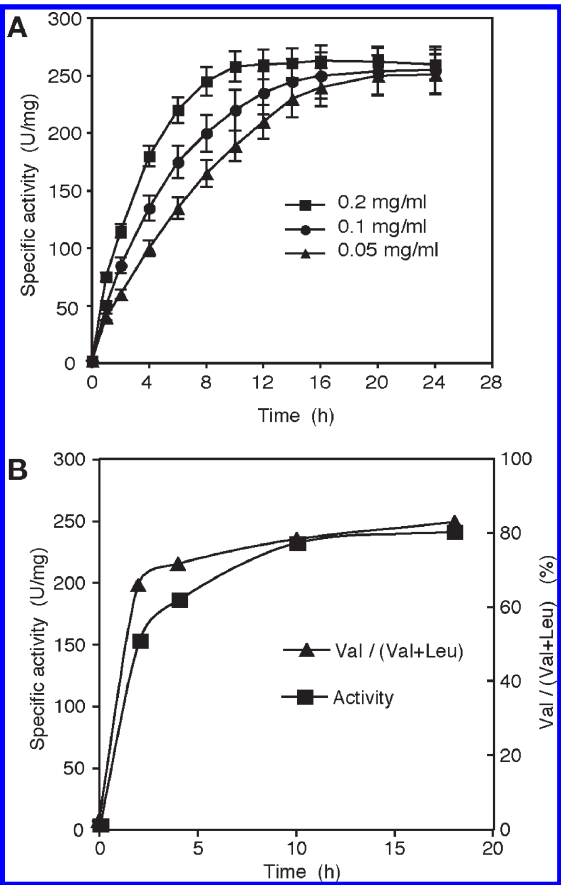 A
300
250
200
150
100
50
0
Specific activity (U/mg)
0.2 mg/ml
0.1 mg/ml
0.05 mg/ml
0 4 8 12 16 20 24 28
Time (h)
B
300
250
200
150
100
50
0
Specific activity (U/mg)
100
80
60
40
20
0
Val / (Val+Leu) (%)
Val / (Val+Leu)
Activity
0 5 10 15 20
Time (h)